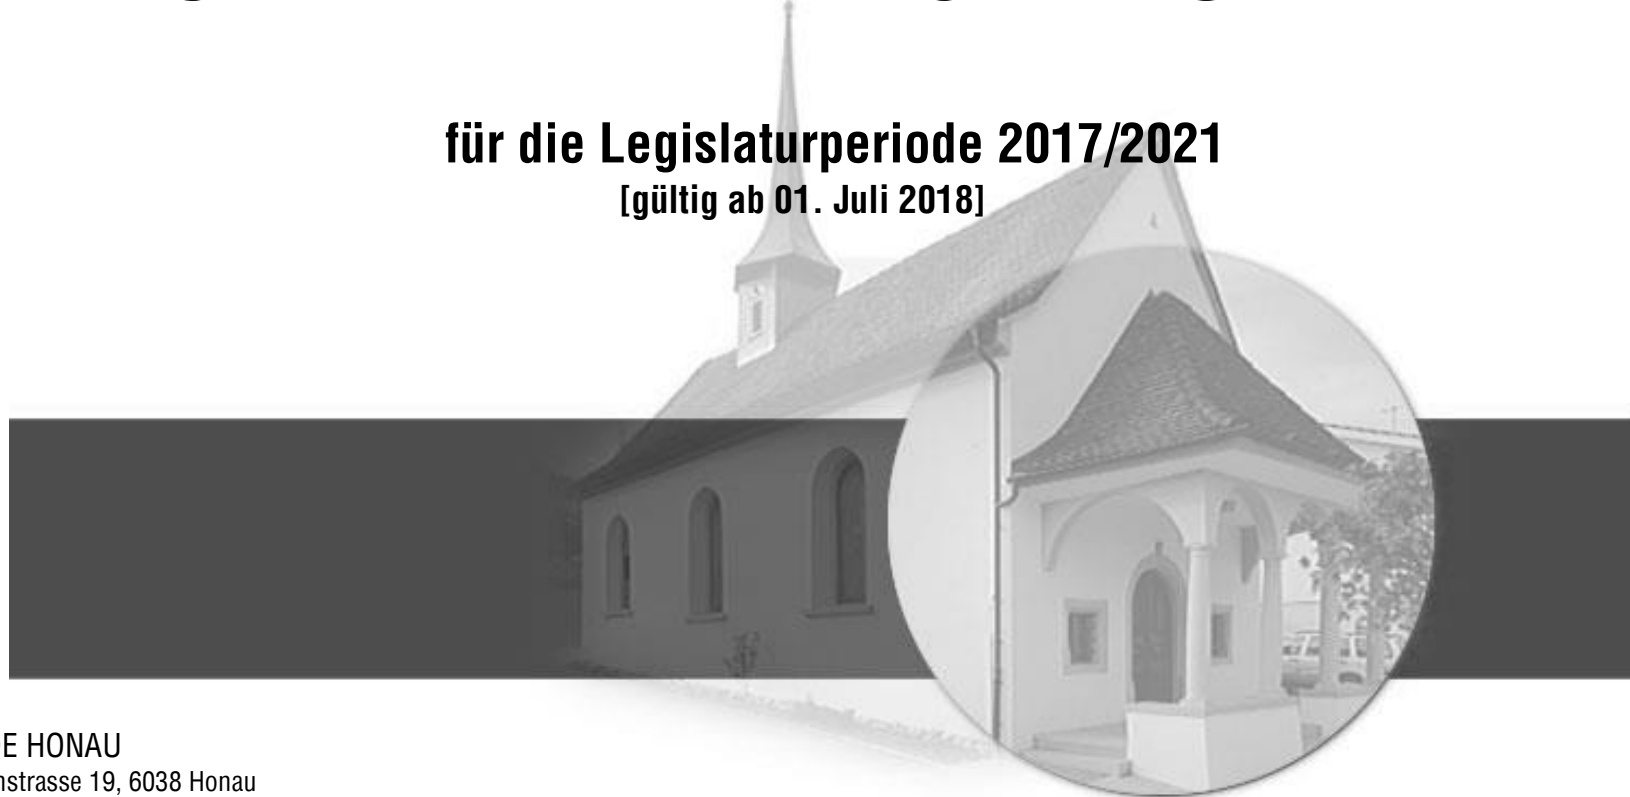 für die Legislaturperiode 2017/2021
[gültig ab 01. Juli 2018]
E HONAU
nstrasse 19, 6038 Honau